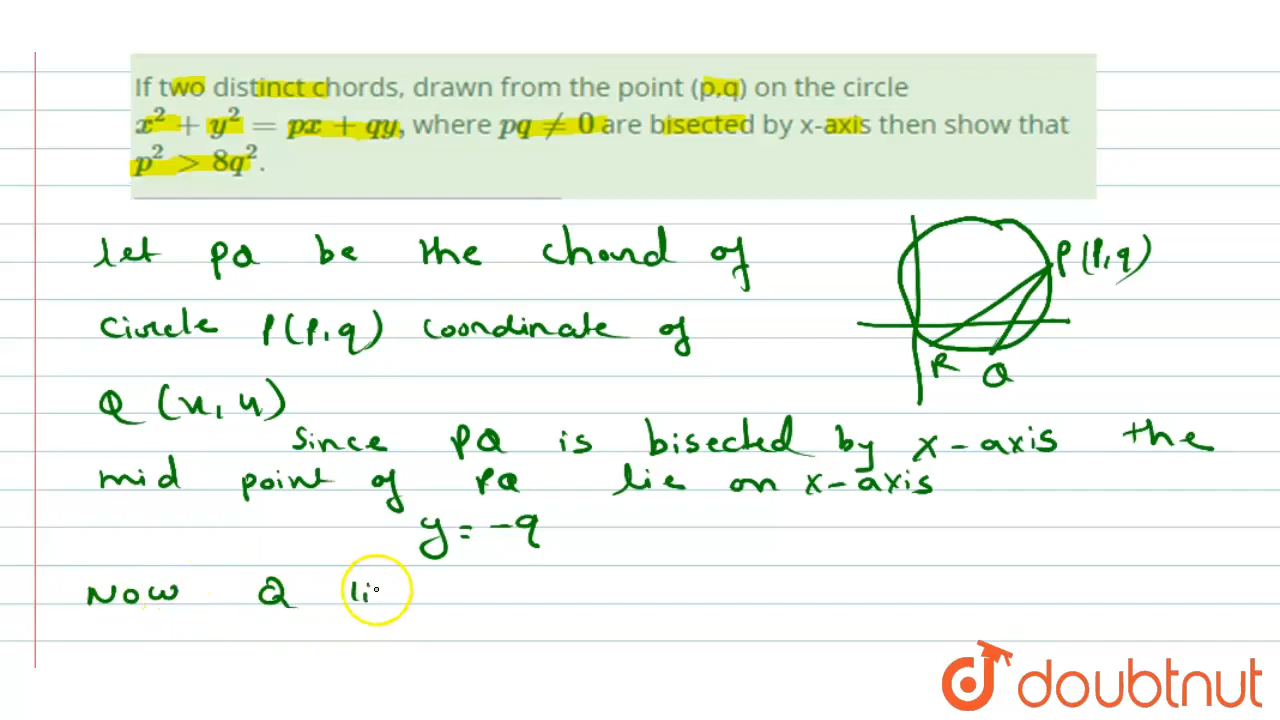 If two distinct chords, drawn from the point (p,q) on the circle
x² + y² = px + qy, where pq ≠ 0 are bisected by x-axis then show that
p² > 8q².
Let PQ be the chord of
circle P(p,q) coordinate of
Q (x, y)
since PQ is bisected by x-axis the
mid point of PQ lie on x-axis
y = -q
Now Q li
P(p,q)
R
Q
doubtnut